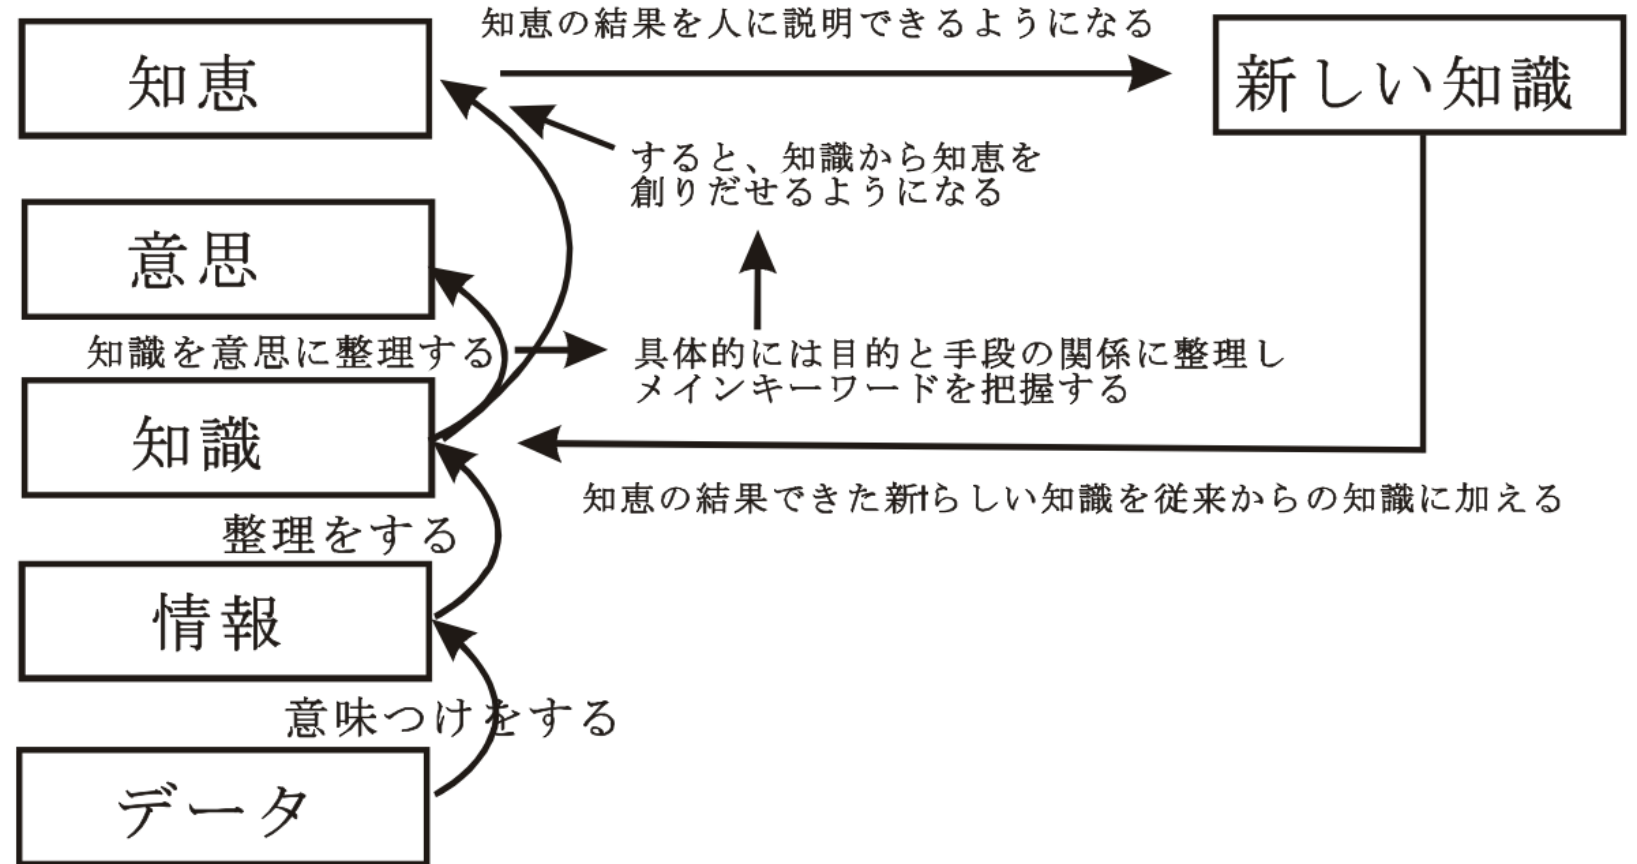 知恵の結果を人に説明できるようになる
知恵
新しい知識
すると、知識から知恵を
創りだせるようになる
意思
知識を意思に整理する
具体的には目的と手段の関係に整理し
メインキーワードを把握する
知識
知恵の結果できた新tらしい知識を従来からの知識に加える
整理をする
情報
意味つけをする
データ